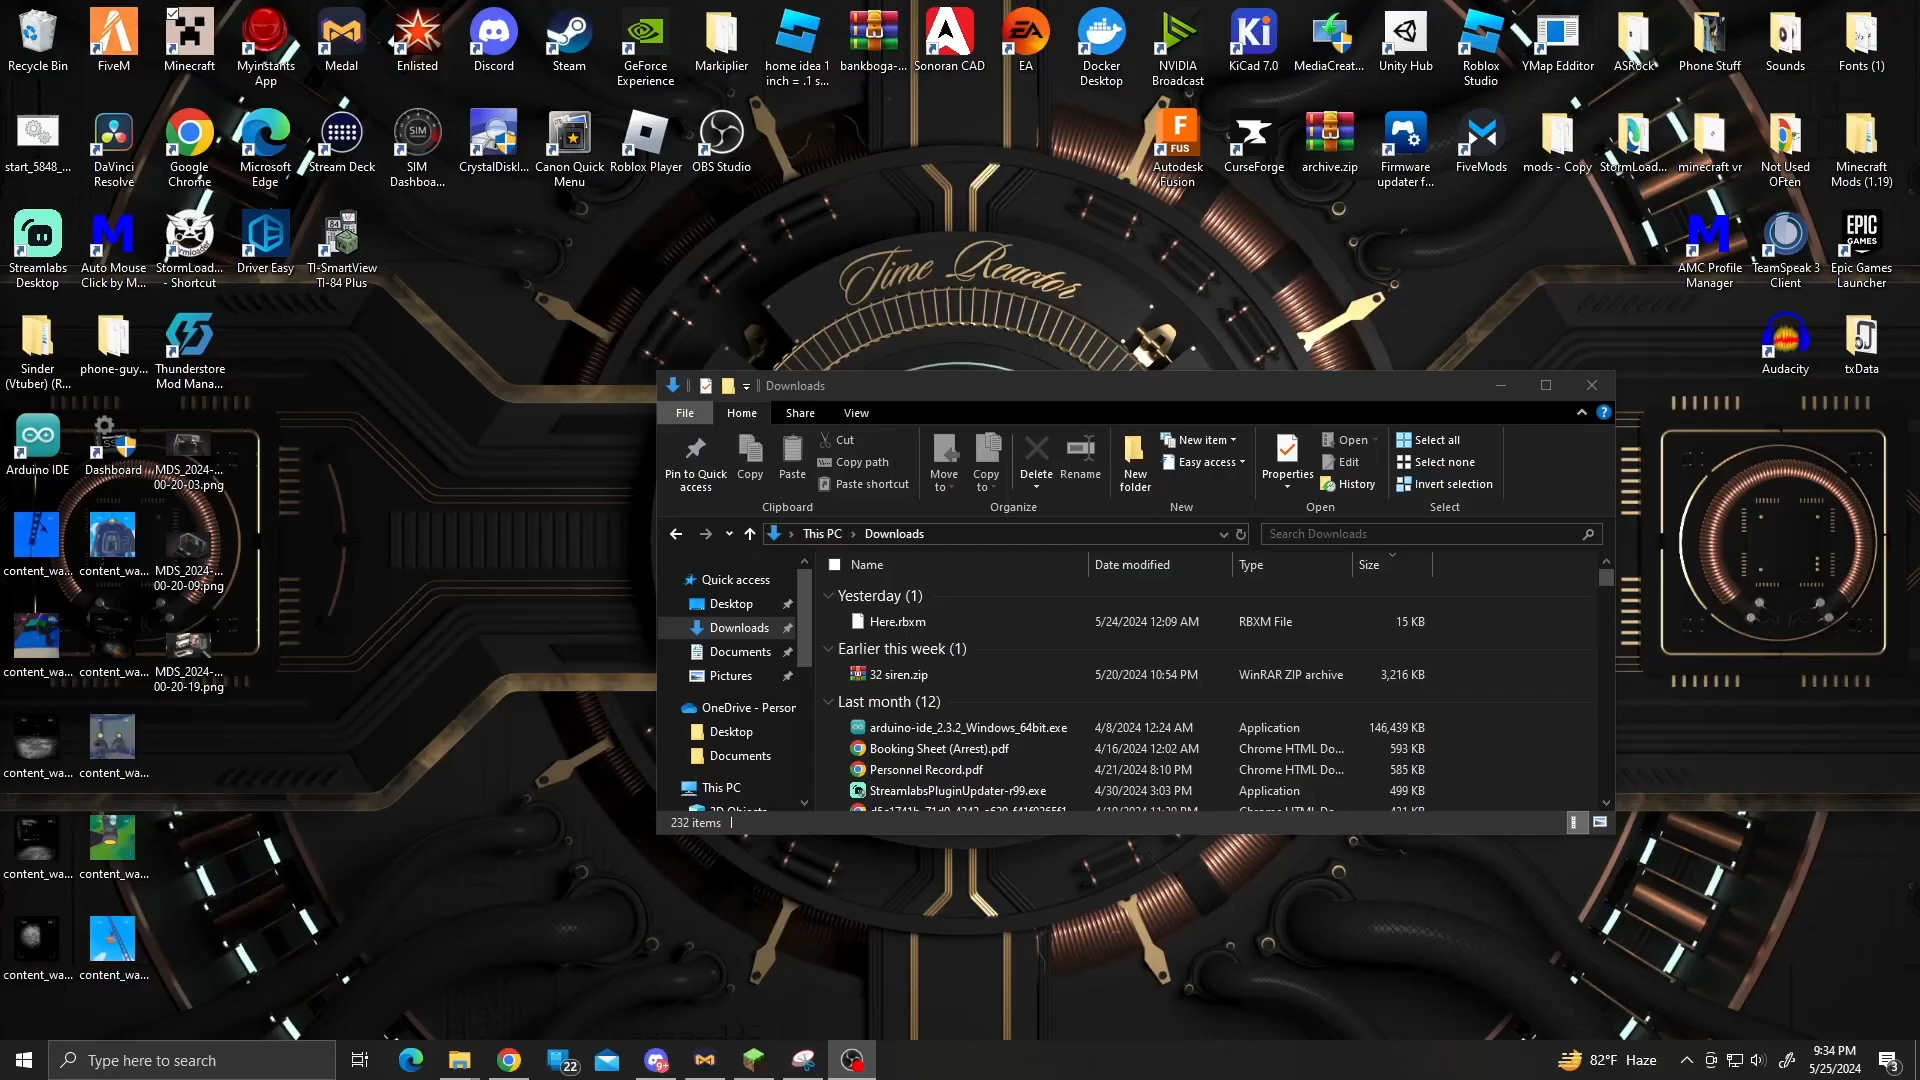 Recycle Bin
FiveM
Minecraft
Myinstants App
Medal
Enlisted
Discord
Steam
GeForce Experience
Markiplier
home idea 1 inch = .1 s...
bankboga-...
Sonoran CAD
EA
Docker Desktop
NVIDIA Broadcast
KiCad 7.0
MediaCreat...
Unity Hub
Roblox Studio
YMap Edditor
ASRock
Phone Stuff
Sounds
Fonts (1)
start_5848_...
DaVinci Resolve
Google Chrome
Microsoft Edge
Stream Deck
SIM Dashboa...
CrystalDiskI...
Canon Quick Menu
Roblox Player
OBS Studio
Autodesk Fusion
CurseForge
archive.zip
Firmware updater f...
FiveMods
mods - Copy
StormLoad...
minecraft vr
Not Used OFten
Minecraft Mods (1.19)
Streamlabs Desktop
Auto Mouse Click by M...
StormLoad... - Shortcut
Driver Easy
TI-SmartView TI-84 Plus
AMC Profile Manager
TeamSpeak 3 Client
Epic Games Launcher
Time Reactor
Sinder (Vtuber) (R...
phone-guy...
Thunderstore Mod Mana...
Audacity
txData
Arduino IDE
Dashboard
MDS_2024-... 00-20-03.png
content_wa...
content_wa...
MDS_2024-... 00-20-09.png
content_wa...
content_wa...
MDS_2024-... 00-20-19.png
content_wa...
content_wa...
content_wa...
content_wa...
content_wa...
content_wa...
Downloads
File Home Share View
Pin to Quick access
Copy
Paste
Cut
Copy path
Paste shortcut
Clipboard
Move to
Copy to
Delete
Rename
Organize
New folder
New item
Easy access
New
Properties
Open
Edit
History
Open
Select all
Select none
Invert selection
Select
This PC > Downloads
Search Downloads
Quick access
Desktop
Downloads
Documents
Pictures
OneDrive - Person
Desktop
Documents
This PC
3D Objects
Name Date modified Type Size
Yesterday (1)
Here.rbxm 5/24/2024 12:09 AM RBXM File 15 KB
Earlier this week (1)
32 siren.zip 5/20/2024 10:54 PM WinRAR ZIP archive 3,216 KB
Last month (12)
arduino-ide_2.3.2_Windows_64bit.exe 4/8/2024 12:24 AM Application 146,439 KB
Booking Sheet (Arrest).pdf 4/16/2024 12:02 AM Chrome HTML Do... 593 KB
Personnel Record.pdf 4/21/2024 8:10 PM Chrome HTML Do... 585 KB
StreamlabsPluginUpdater-r99.exe 4/30/2024 3:03 PM Application 499 KB
232 items
Type here to search
22
9+
82°F Haze
9:34 PM
5/25/2024
3